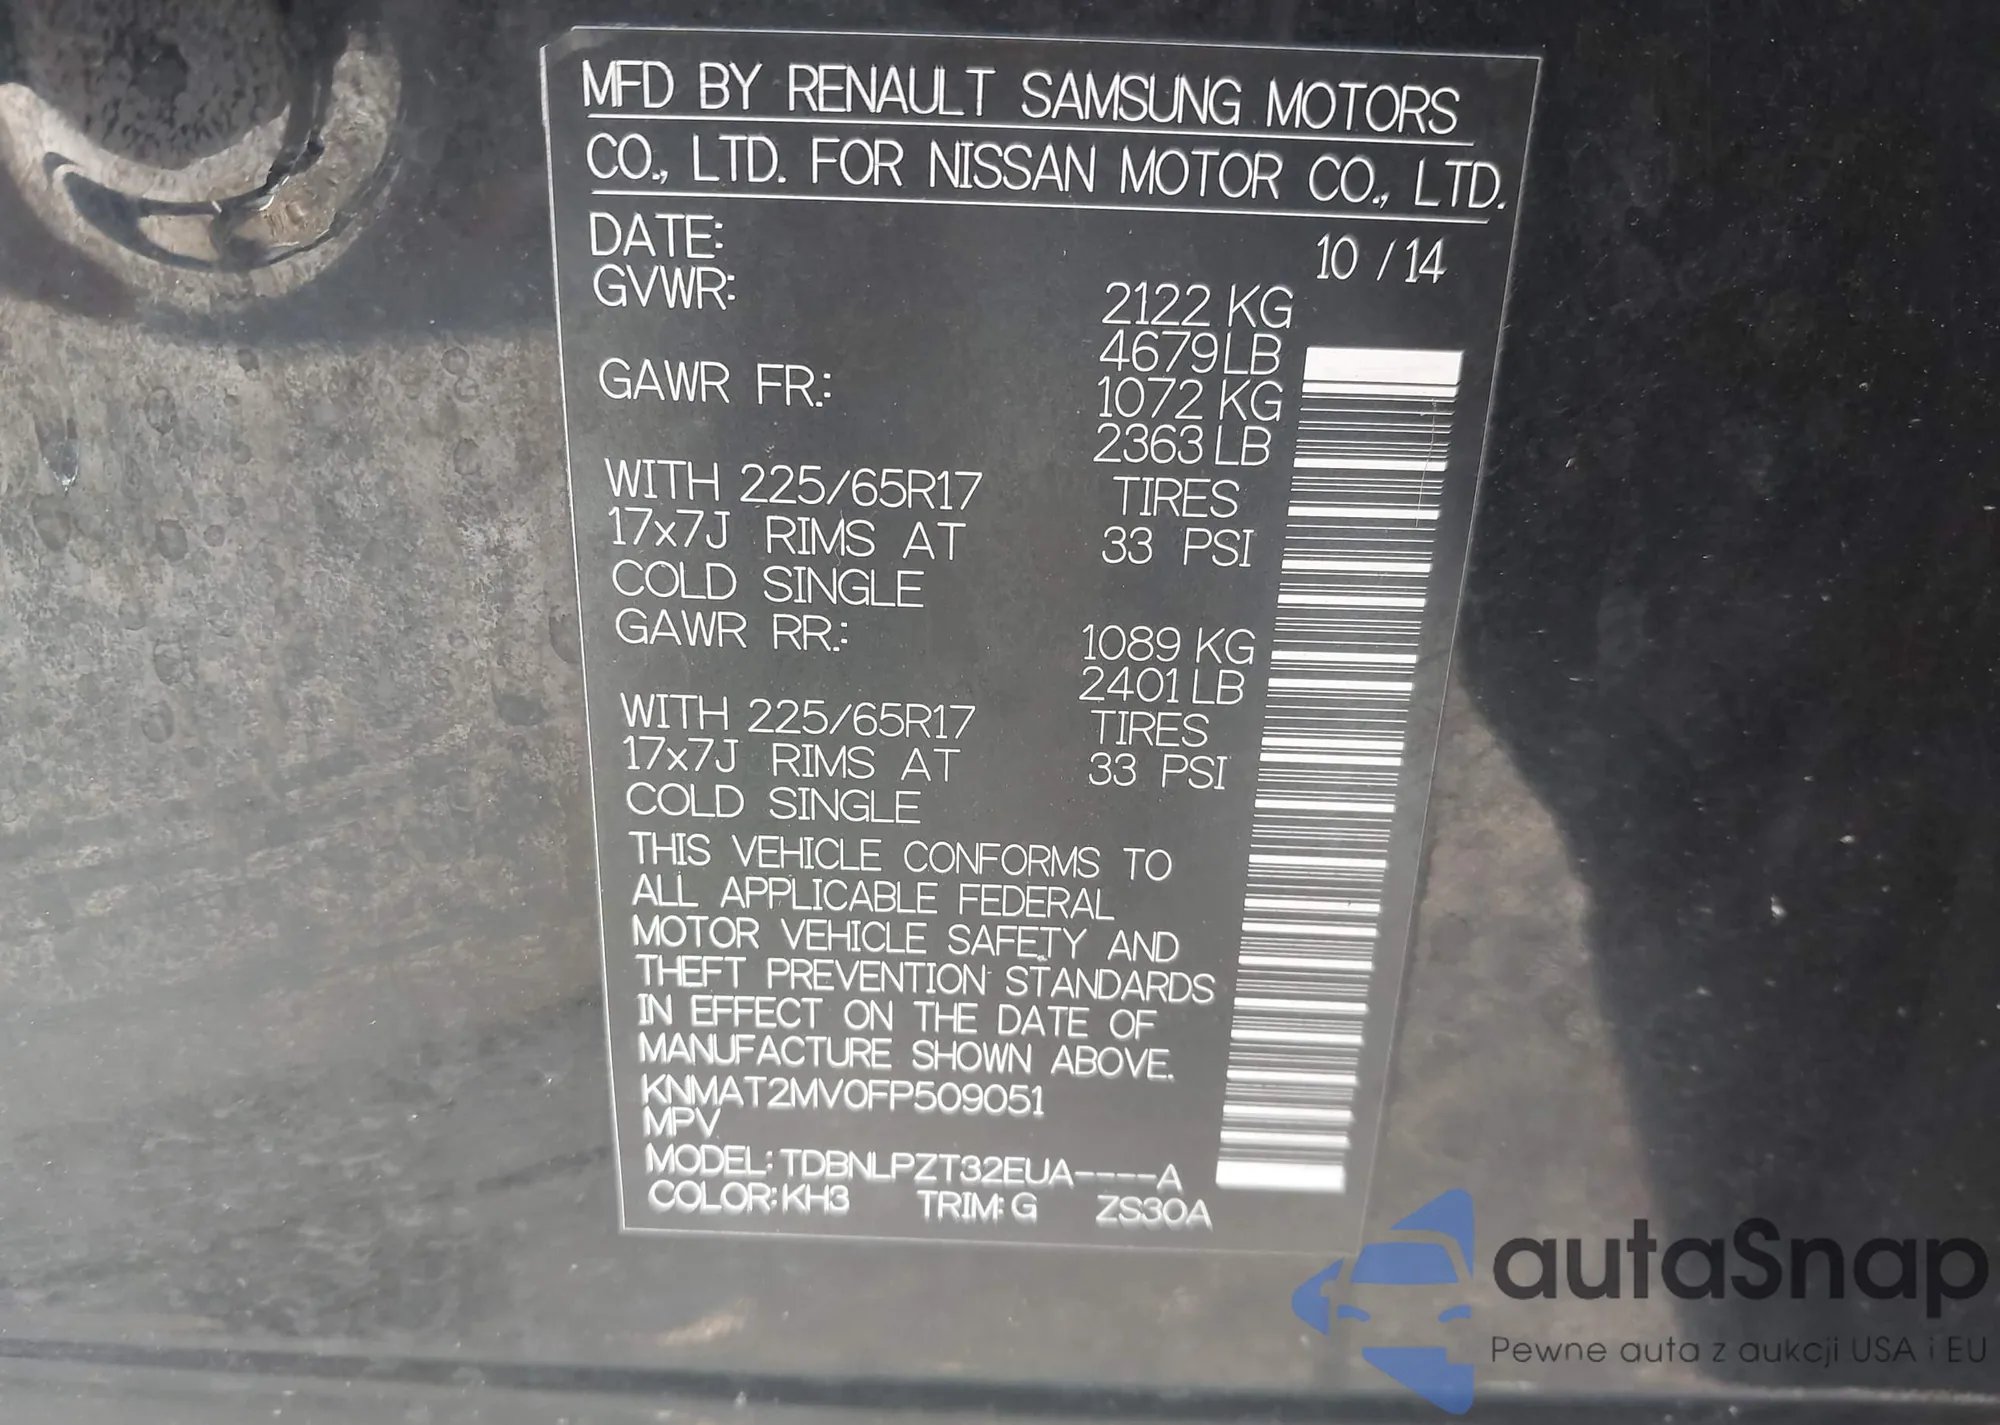 MFD BY RENAULT SAMSUNG MOTORS
CO., LTD. FOR NISSAN MOTOR CO., LTD.
DATE: 10 / 14
GVWR: 2122 KG
4679 LB
GAWR FR.: 1072 KG
2363 LB
WITH 225/65R17 TIRES
17x7J RIMS AT 33 PSI
COLD SINGLE
GAWR RR.: 1089 KG
2401 LB
WITH 225/65R17 TIRES
17x7J RIMS AT 33 PSI
COLD SINGLE
THIS VEHICLE CONFORMS TO
ALL APPLICABLE FEDERAL
MOTOR VEHICLE SAFETY AND
THEFT PREVENTION STANDARDS
IN EFFECT ON THE DATE OF
MANUFACTURE SHOWN ABOVE.
KNMAT2MV0FP509051
MPV
MODEL: TDBNLPZT32EUA----A
COLOR: KH3 TRIM: G ZS30A
autaSnap
Pewne auta z aukcji USA i EU